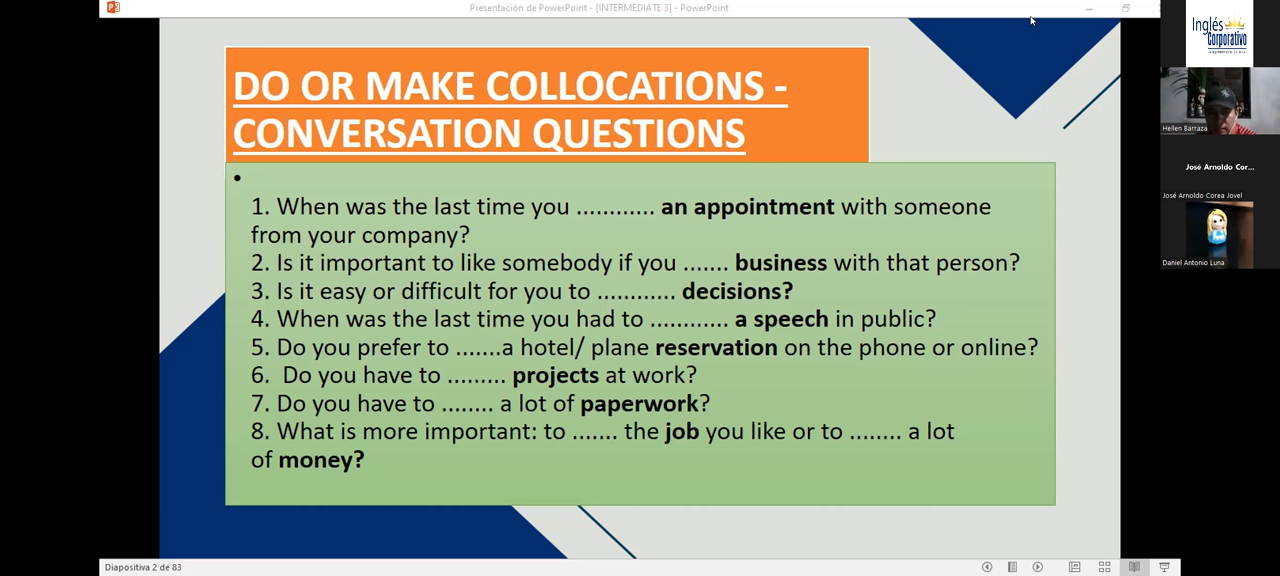 Presentación de PowerPoint - [INTERMEDIATE 3] - PowerPoint
DO OR MAKE COLLOCATIONS -
CONVERSATION QUESTIONS
•
1. When was the last time you ............ an appointment with someone
from your company?
2. Is it important to like somebody if you ....... business with that person?
3. Is it easy or difficult for you to ............ decisions?
4. When was the last time you had to ............ a speech in public?
5. Do you prefer to .......a hotel/ plane reservation on the phone or online?
6. Do you have to ......... projects at work?
7. Do you have to ........ a lot of paperwork?
8. What is more important: to ....... the job you like or to ........ a lot
of money?
Diapositiva 2 de 83
Inglés
Corporativo
Hellen Barraza
José Arnoldo Cor...
José Arnoldo Corea Jovel
Daniel Antonio Luna